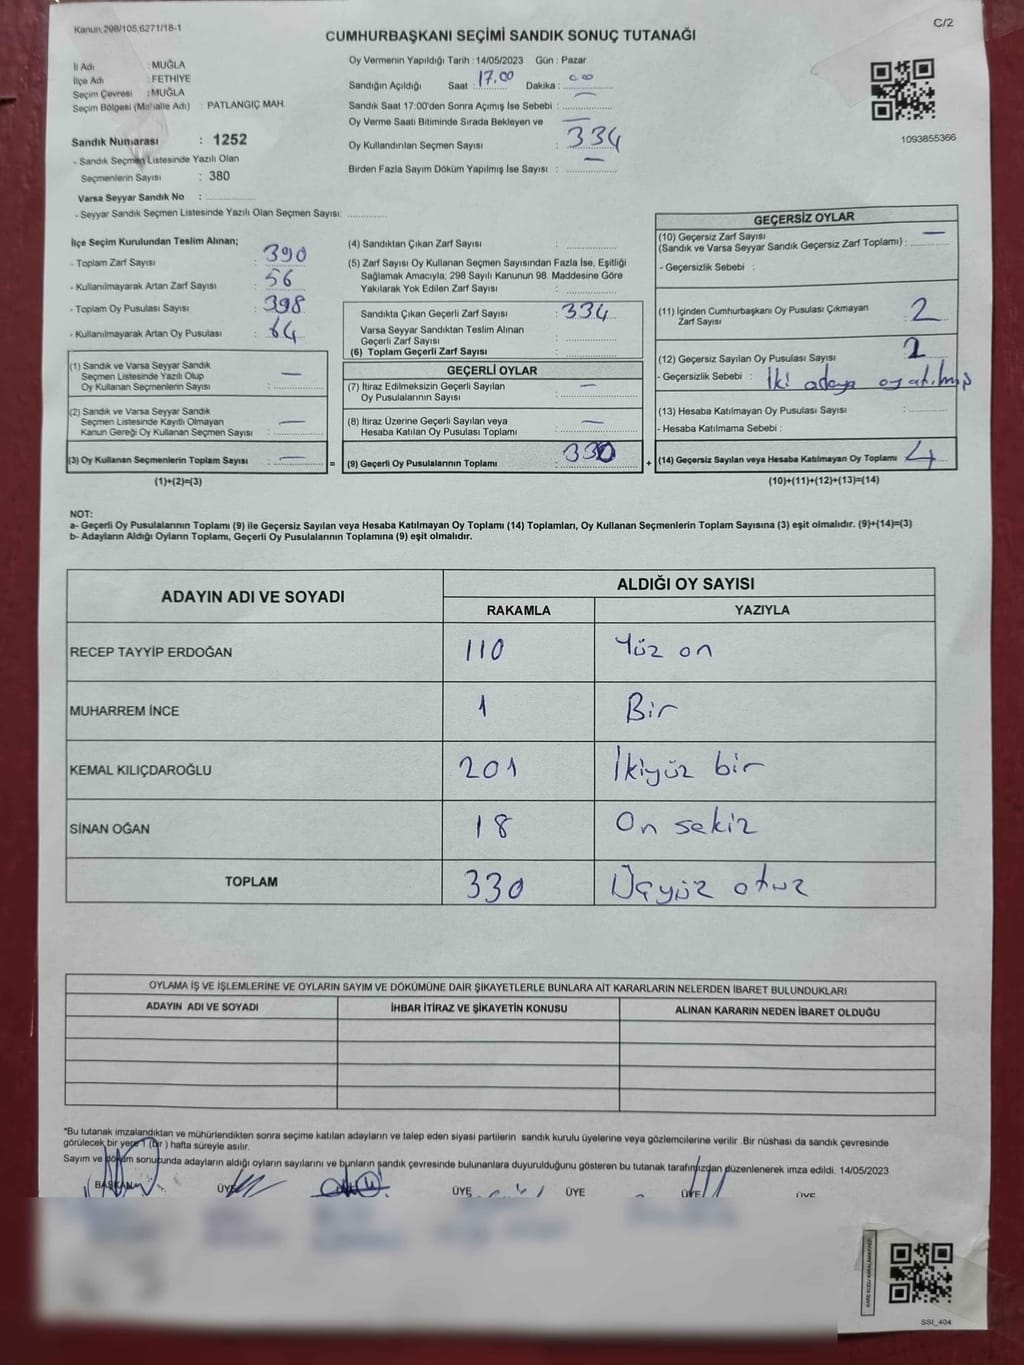 Kanun,298/105,6271/18-1
C/2
CUMHURBAŞKANI SEÇİMİ SANDIK SONUÇ TUTANAĞI
İl Adı : MUĞLA
İlçe Adı : FETHİYE
Seçim Çevresi : MUĞLA
Seçim Bölgesi (Mahalle Adı) : PATLANGIÇ MAH.
Sandık Numarası : 1252
- Sandık Seçmen Listesinde Yazılı Olan
Seçmenlerin Sayısı : 380
Varsa Seyyar Sandık No :
- Seyyar Sandık Seçmen Listesinde Yazılı Olan Seçmen Sayısı:
Oy Vermenin Yapıldığı Tarih : 14/05/2023 Gün : Pazar
Sandığın Açıldığı Saat : 17.00 Dakika :
Sandık Saat 17:00'den Sonra Açımış İse Sebebi :
Oy Verme Saati Bitiminde Sırada Bekleyen ve
Oy Kullandırılan Seçmen Sayısı : 334
Birden Fazla Sayım Döküm Yapılmış İse Sayısı : —
1093855366
İlçe Seçim Kurulundan Teslim Alınan;
- Toplam Zarf Sayısı : 390
- Kullanılmayarak Artan Zarf Sayısı : 56
- Toplam Oy Pusulası Sayısı : 398
- Kullanılmayarak Artan Oy Pusulası : 64
(1) Sandık ve Varsa Seyyar Sandık
Seçmen Listesinde Yazılı Olup
Oy Kullanan Seçmenlerin Sayısı : —
(2) Sandık ve Varsa Seyyar Sandık
Seçmen Listesinde Kayıtlı Olmayan
Kanun Gereği Oy Kullanan Seçmen Sayısı : —
(3) Oy Kullanan Seçmenlerin Toplam Sayısı : —
(1)+(2)=(3)
=
(4) Sandıktan Çıkan Zarf Sayısı :
(5) Zarf Sayısı Oy Kullanan Seçmen Sayısından Fazla İse, Eşitliği
Sağlamak Amacıyla; 298 Sayılı Kanunun 98. Maddesine Göre
Yakılarak Yok Edilen Zarf Sayısı :
Sandıkta Çıkan Geçerli Zarf Sayısı : 334
Varsa Seyyar Sandıktan Teslim Alınan
Geçerli Zarf Sayısı :
(6) Toplam Geçerli Zarf Sayısı :
GEÇERLİ OYLAR
(7) İtiraz Edilmeksizin Geçerli Sayılan
Oy Pusulalarının Sayısı : —
(8) İtiraz Üzerine Geçerli Sayılan veya
Hesaba Katılan Oy Pusulası Toplamı : —
(9) Geçerli Oy Pusulalarının Toplamı : 330
+
GEÇERSİZ OYLAR
(10) Geçersiz Zarf Sayısı —
(Sandık ve Varsa Seyyar Sandık Geçersiz Zarf Toplamı) :
- Geçersizlik Sebebi :
(11) İçinden Cumhurbaşkanı Oy Pusulası Çıkmayan
Zarf Sayısı : 2
(12) Geçersiz Sayılan Oy Pusulası Sayısı : 2
- Geçersizlik Sebebi : İki adaya oy atılmış
(13) Hesaba Katılmayan Oy Pusulası Sayısı :
- Hesaba Katılmama Sebebi :
(14) Geçersiz Sayılan veya Hesaba Katılmayan Oy Toplamı : 4
(10)+(11)+(12)+(13)=(14)
NOT:
a- Geçerli Oy Pusulalarının Toplamı (9) ile Geçersiz Sayılan veya Hesaba Katılmayan Oy Toplamı (14) Toplamları, Oy Kullanan Seçmenlerin Toplam Sayısına (3) eşit olmalıdır. (9)+(14)=(3)
b- Adayların Aldığı Oyların Toplamı, Geçerli Oy Pusulalarının Toplamına (9) eşit olmalıdır.
ADAYIN ADI VE SOYADI
ALDIĞI OY SAYISI
RAKAMLA YAZIYLA
RECEP TAYYİP ERDOĞAN 110 Yüz on
MUHARREM İNCE 1 Bir
KEMAL KILIÇDAROĞLU 201 İkiyüz bir
SİNAN OĞAN 18 On sekiz
TOPLAM 330 Üçyüz otuz
OYLAMA İŞ VE İŞLEMLERİNE VE OYLARIN SAYIM VE DÖKÜMÜNE DAİR ŞİKAYETLERLE BUNLARA AİT KARARLARIN NELERDEN İBARET BULUNDUKLARI
ADAYIN ADI VE SOYADI İHBAR İTİRAZ VE ŞİKAYETİN KONUSU ALINAN KARARIN NEDEN İBARET OLDUĞU
*Bu tutanak imzalandıktan ve mühürlendikten sonra seçime katılan adayların ve talep eden siyasi partilerin sandık kurulu üyelerine veya gözlemcilerine verilir .Bir nüshası da sandık çevresinde
görülecek bir yere 1 (bir ) hafta süreyle asılır.
Sayım ve döküm sonucunda adayların aldığı oyların sayılarını ve bunların sandık çevresinde bulunanlara duyurulduğunu gösteren bu tutanak tarafımızdan düzenlenerek imza edildi. 14/05/2023
BAŞKAN ÜYE ÜYE ÜYE ÜYE ÜYE
SSİ_404